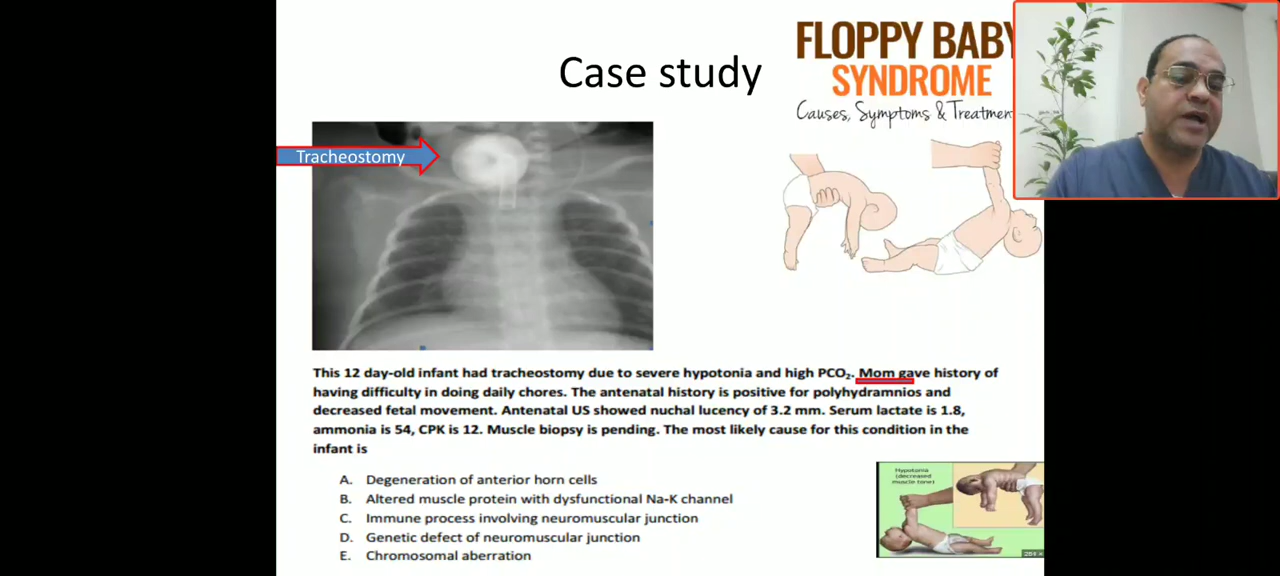 Case study
FLOPPY BABY
SYNDROME
Causes, Symptoms & Treatment
Tracheostomy
This 12 day-old infant had tracheostomy due to severe hypotonia and high PCO₂. Mom gave history of
having difficulty in doing daily chores. The antenatal history is positive for polyhydramnios and
decreased fetal movement. Antenatal US showed nuchal lucency of 3.2 mm. Serum lactate is 1.8,
ammonia is 54, CPK is 12. Muscle biopsy is pending. The most likely cause for this condition in the
infant is
A. Degeneration of anterior horn cells
B. Altered muscle protein with dysfunctional Na-K channel
C. Immune process involving neuromuscular junction
D. Genetic defect of neuromuscular junction
E. Chromosomal aberration
Hypotonia
(decreased
muscle tone)